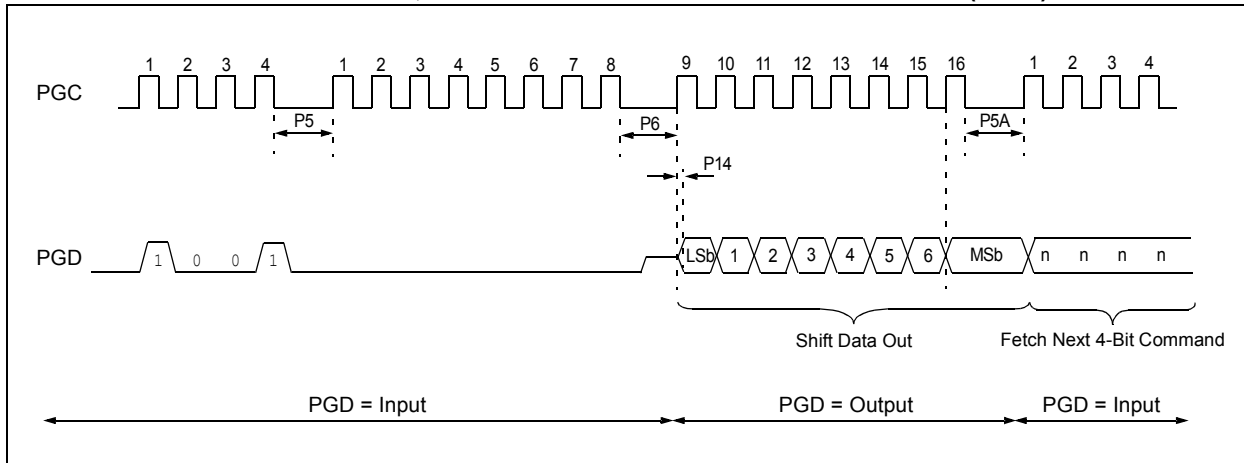 1 2 3 4 1 2 3 4 5 6 7 8 9 10 11 12 13 14 15 16 1 2 3 4
PGC
P5 P6 P5A
P14
PGD 1 0 0 1 LSb 1 2 3 4 5 6 MSb n n n n
Shift Data Out Fetch Next 4-Bit Command
PGD = Input PGD = Output PGD = Input